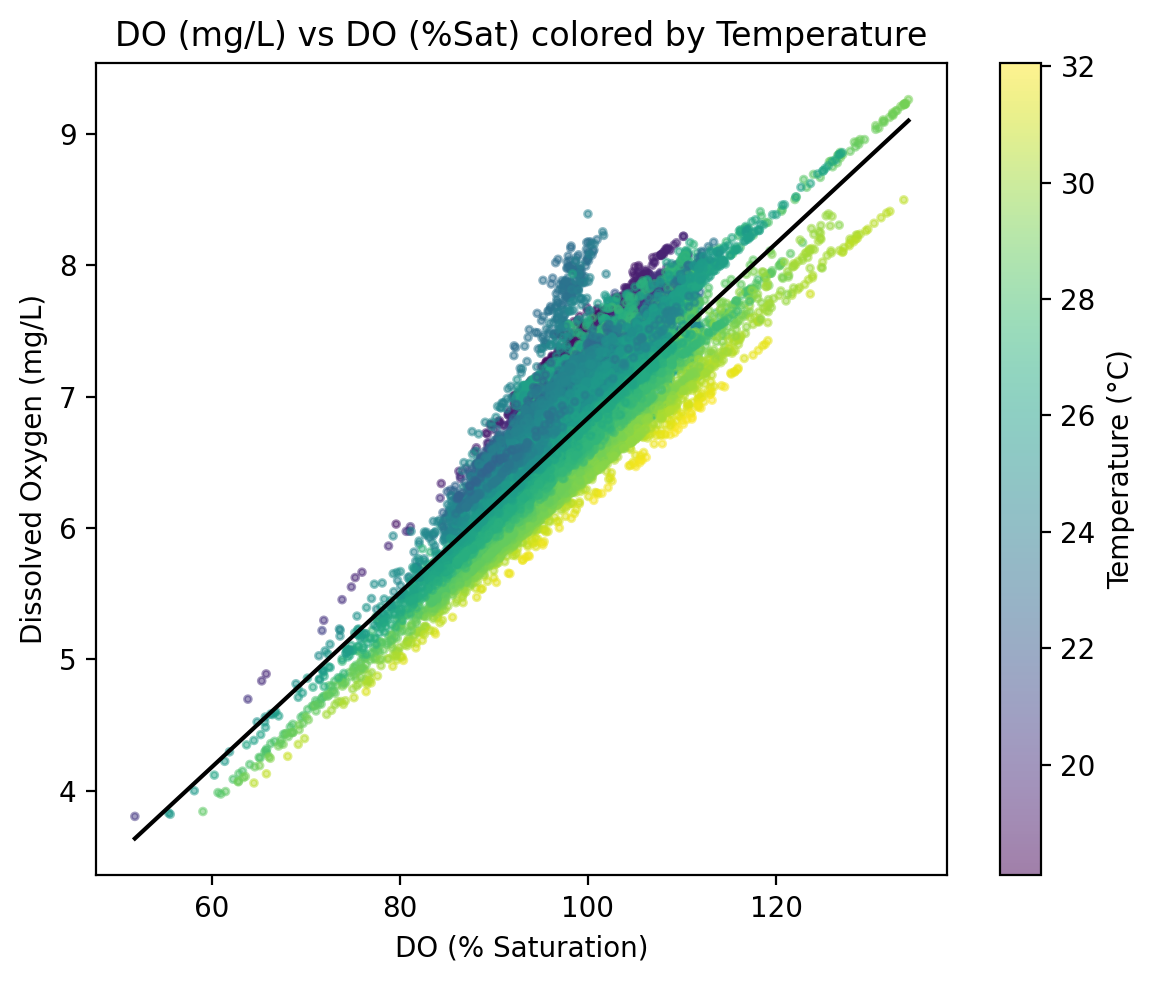 DO (mg/L) vs DO (%Sat) colored by Temperature
Dissolved Oxygen (mg/L)
9
8
7
6
5
4
60 80 100 120
DO (% Saturation)
32
30
28
26
24
22
20
Temperature (°C)